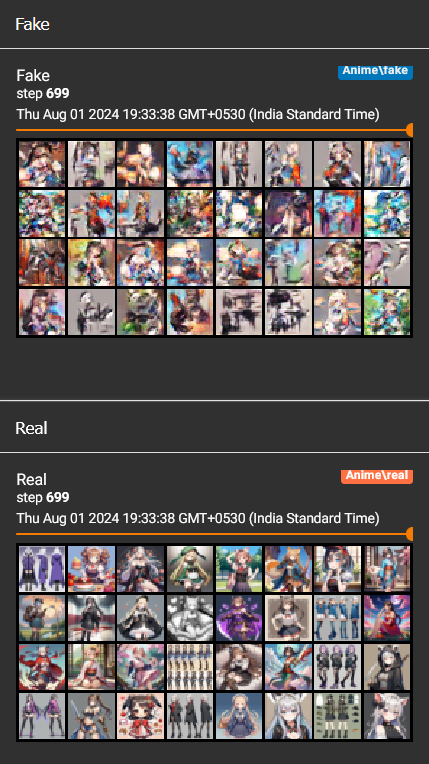 Fake
Fake
Anime\fake
step 699
Thu Aug 01 2024 19:33:38 GMT+0530 (India Standard Time)
Real
Real
Anime\real
step 699
Thu Aug 01 2024 19:33:38 GMT+0530 (India Standard Time)